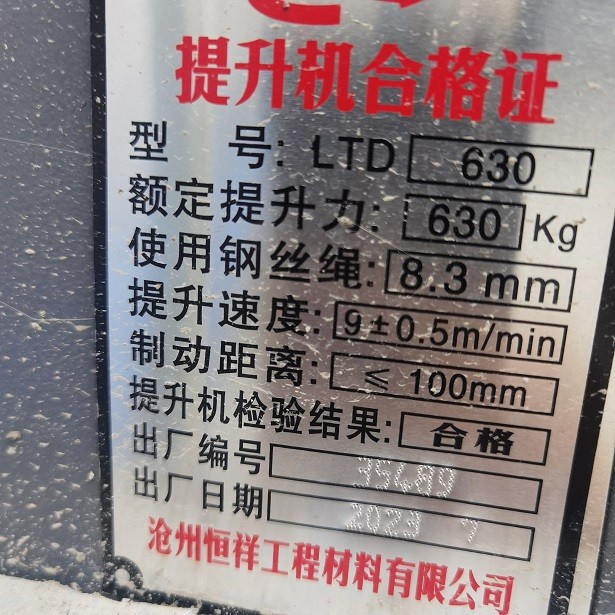 提升机合格证
型 号: LTD 630
额定提升力: 630 Kg
使用钢丝绳: 8.3 mm
提升速度: 9±0.5m/min
制动距离: ≤ 100mm
提升机检验结果: 合格
出厂编号 35489
出厂日期 2023 7
沧州恒祥工程材料有限公司